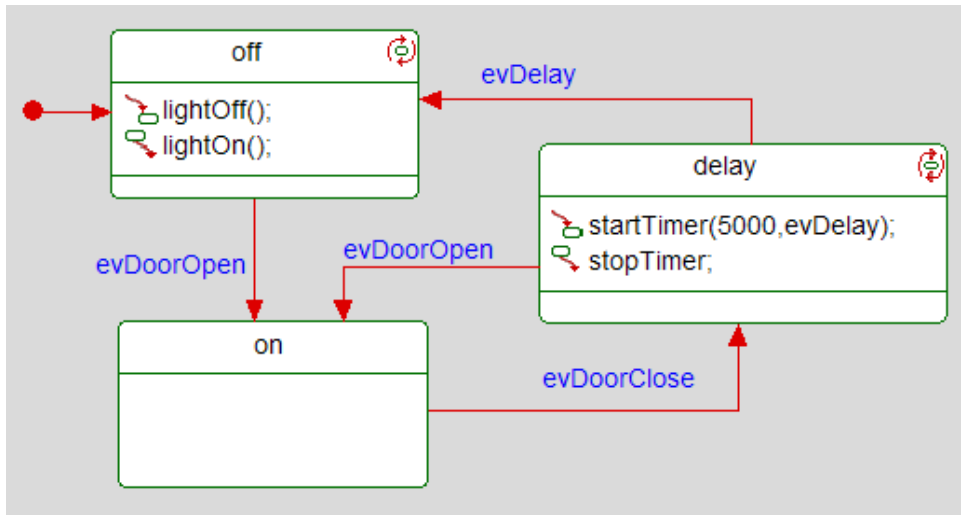 off
lightOff();
lightOn();
evDelay
delay
startTimer(5000,evDelay);
stopTimer;
evDoorOpen
evDoorOpen
on
evDoorClose